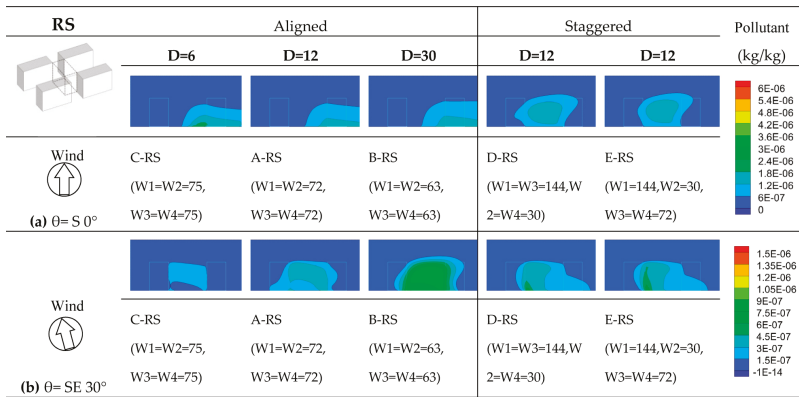 RS Aligned Staggered Pollutant
D=6 D=12 D=30 D=12 D=12 (kg/kg)
6E-06
5.4E-06
4.8E-06
4.2E-06
3.6E-06
3E-06
2.4E-06
1.8E-06
1.2E-06
6E-07
0
Wind C-RS A-RS B-RS D-RS E-RS
(W1=W2=75, (W1=W2=72, (W1=W2=63, (W1=W3=144,W (W1=144,W2=30,
W3=W4=75) W3=W4=72) W3=W4=63) 2=W4=30) W3=W4=72)
(a) θ= S 0°
1.5E-06
1.35E-06
1.2E-06
1.05E-06
9E-07
7.5E-07
6E-07
4.5E-07
3E-07
1.5E-07
-1E-14
Wind C-RS A-RS B-RS D-RS E-RS
(W1=W2=75, (W1=W2=72, (W1=W2=63, (W1=W3=144,W (W1=144,W2=30,
W3=W4=75) W3=W4=72) W3=W4=63) 2=W4=30) W3=W4=72)
(b) θ= SE 30°